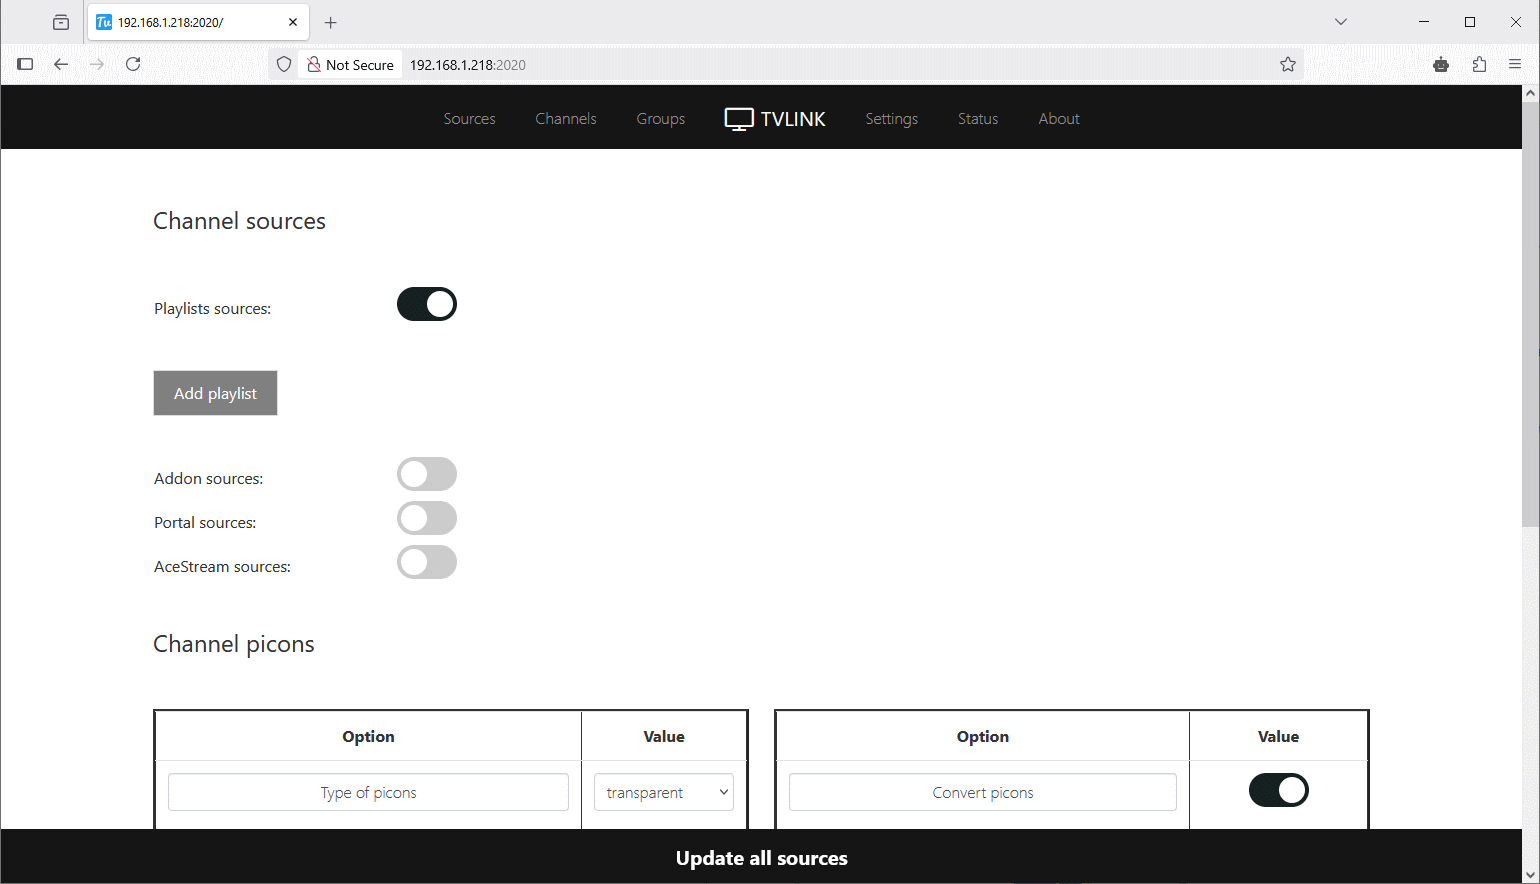 192.168.1.218:2020/
Not Secure 192.168.1.218:2020
Sources Channels Groups TVLINK Settings Status About
Channel sources
Playlists sources:
Add playlist
Addon sources:
Portal sources:
AceStream sources:
Channel picons
Option Value Option Value
Type of picons transparent Convert picons
Update all sources